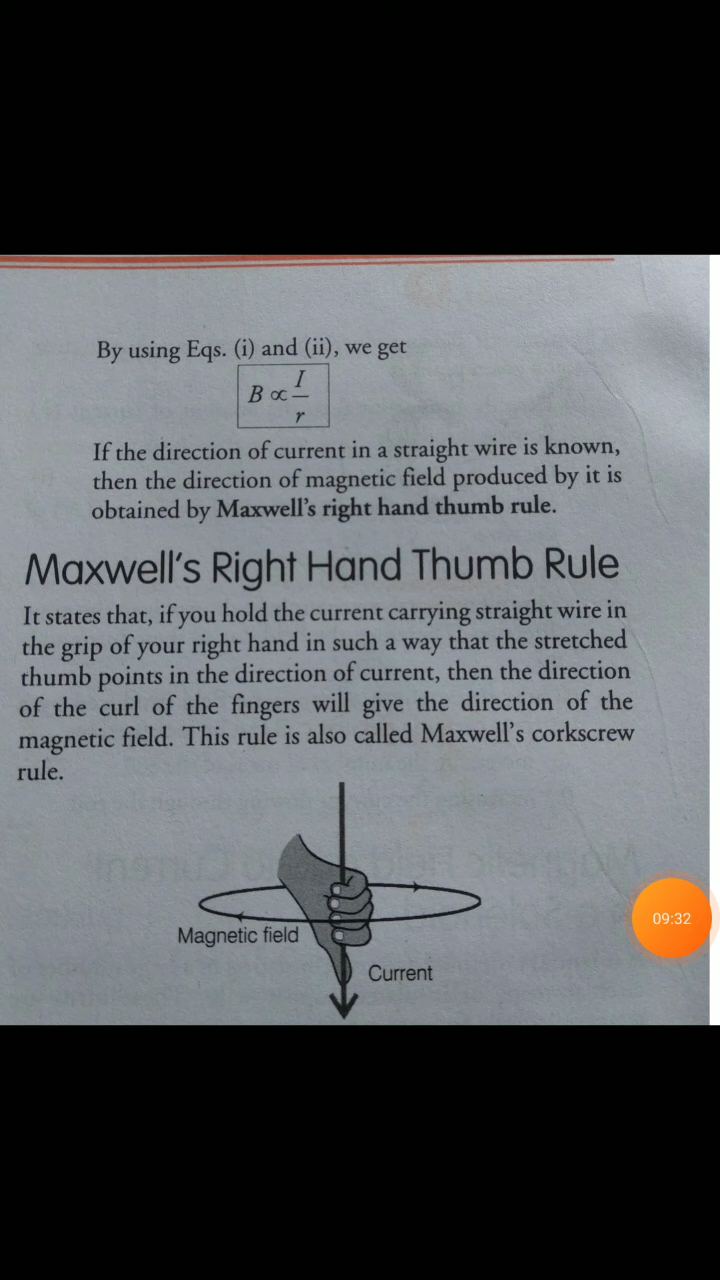 By using Eqs. (i) and (ii), we get
B ∝ I/r
If the direction of current in a straight wire is known,
then the direction of magnetic field produced by it is
obtained by Maxwell's right hand thumb rule.
Maxwell's Right Hand Thumb Rule
It states that, if you hold the current carrying straight wire in
the grip of your right hand in such a way that the stretched
thumb points in the direction of current, then the direction
of the curl of the fingers will give the direction of the
magnetic field. This rule is also called Maxwell's corkscrew
rule.
09:32
Magnetic field
Current